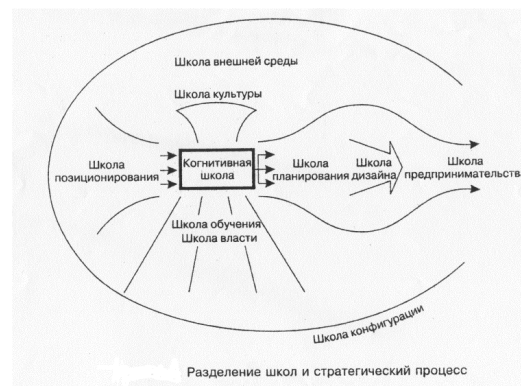 Школа внешней среды
Школа культуры
Школа
позиционирования
Когнитивная
школа
Школа
планирования
Школа
дизайна
Школа
предпринимательств
Школа обучения
Школа власти
Школа конфигурации
Разделение школ и стратегический процесс